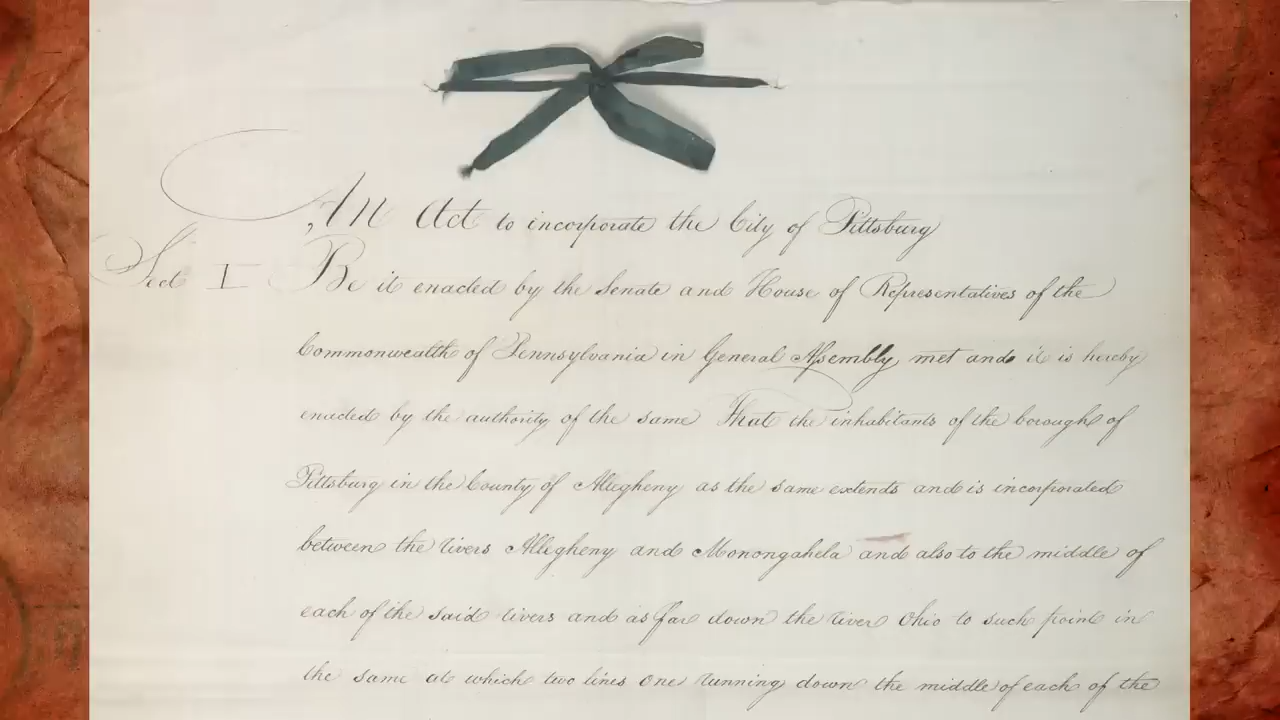 An Act to incorporate the City of Pittsburg
Sect I Be it enacted by the Senate and House of Representatives of the
Commonwealth of Pennsylvania in General Assembly met and it is hereby
enacted by the authority of the same That the inhabitants of the borough of
Pittsburg in the County of Allegheny as the same extends and is incorporated
between the rivers Allegheny and Monongahela and also to the middle of
each of the said rivers and as far down the river Ohio to such point in
the same at which two lines one running down the middle of each of the